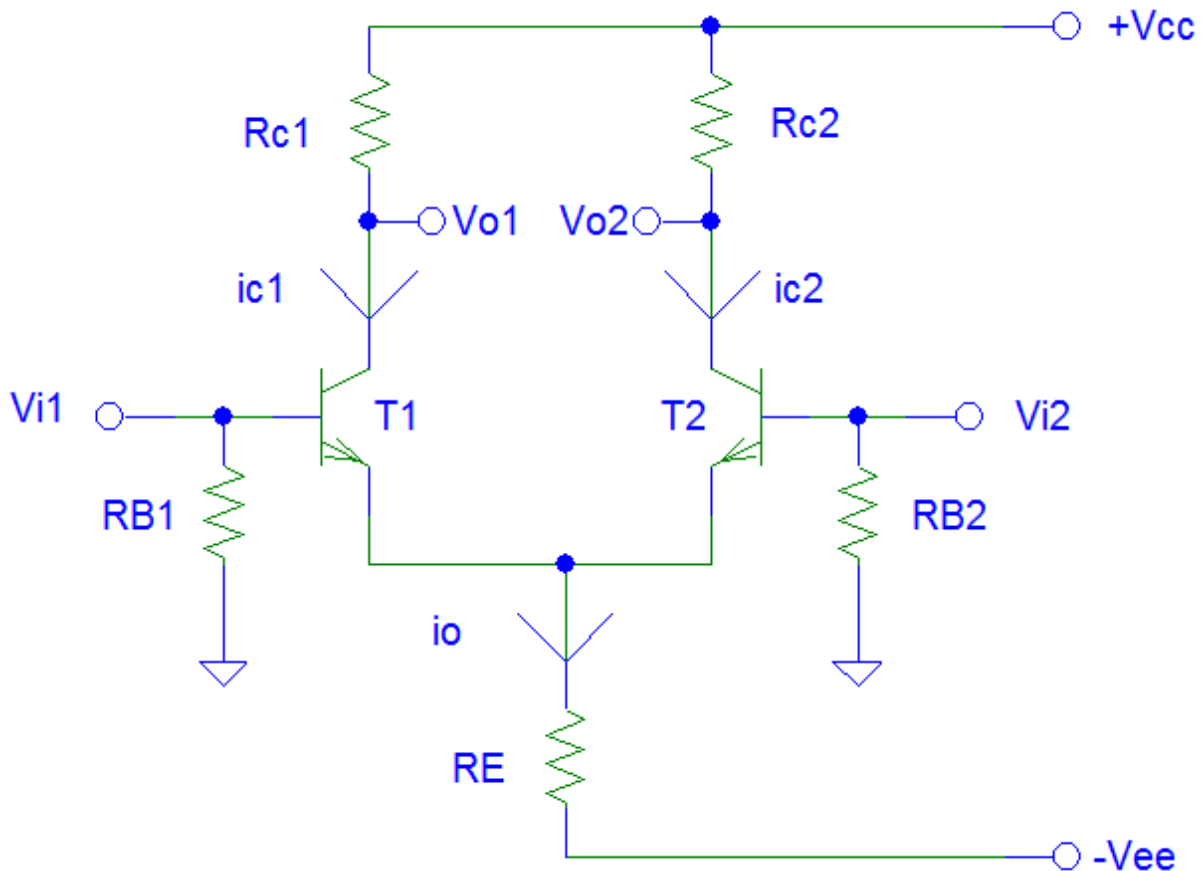 +Vcc
Rc1
Rc2
Vo1
Vo2
ic1
ic2
Vi1
T1
T2
Vi2
RB1
RB2
io
RE
-Vee